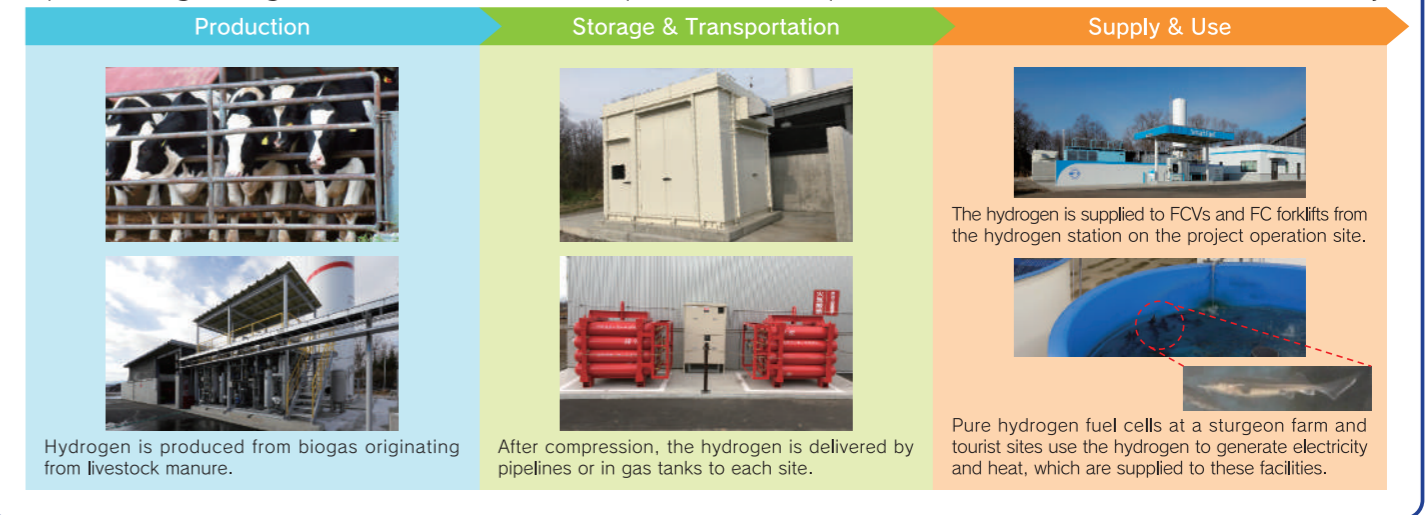 Production
Storage & Transportation
Supply & Use
Hydrogen is produced from biogas originating
from livestock manure.
After compression, the hydrogen is delivered by
pipelines or in gas tanks to each site.
The hydrogen is supplied to FCVs and FC forklifts from
the hydrogen station on the project operation site.
Pure hydrogen fuel cells at a sturgeon farm and
tourist sites use the hydrogen to generate electricity
and heat, which are supplied to these facilities.